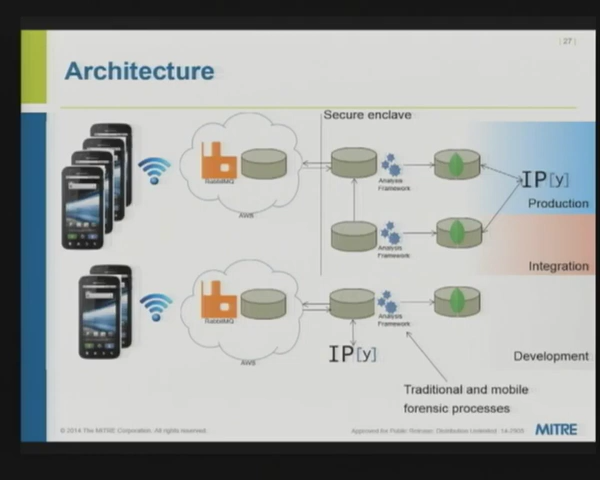 | 27 |
Architecture
Secure enclave
RabbitMQ
AWS
Analysis
Framework
IP[y]
Production
Analysis
Framework
Integration
RabbitMQ
AWS
Analysis
Framework
IP[y]
Development
Traditional and mobile
forensic processes
© 2014 The MITRE Corporation. All rights reserved.
Approved for Public Release; Distribution Unlimited. 14-2905
MITRE